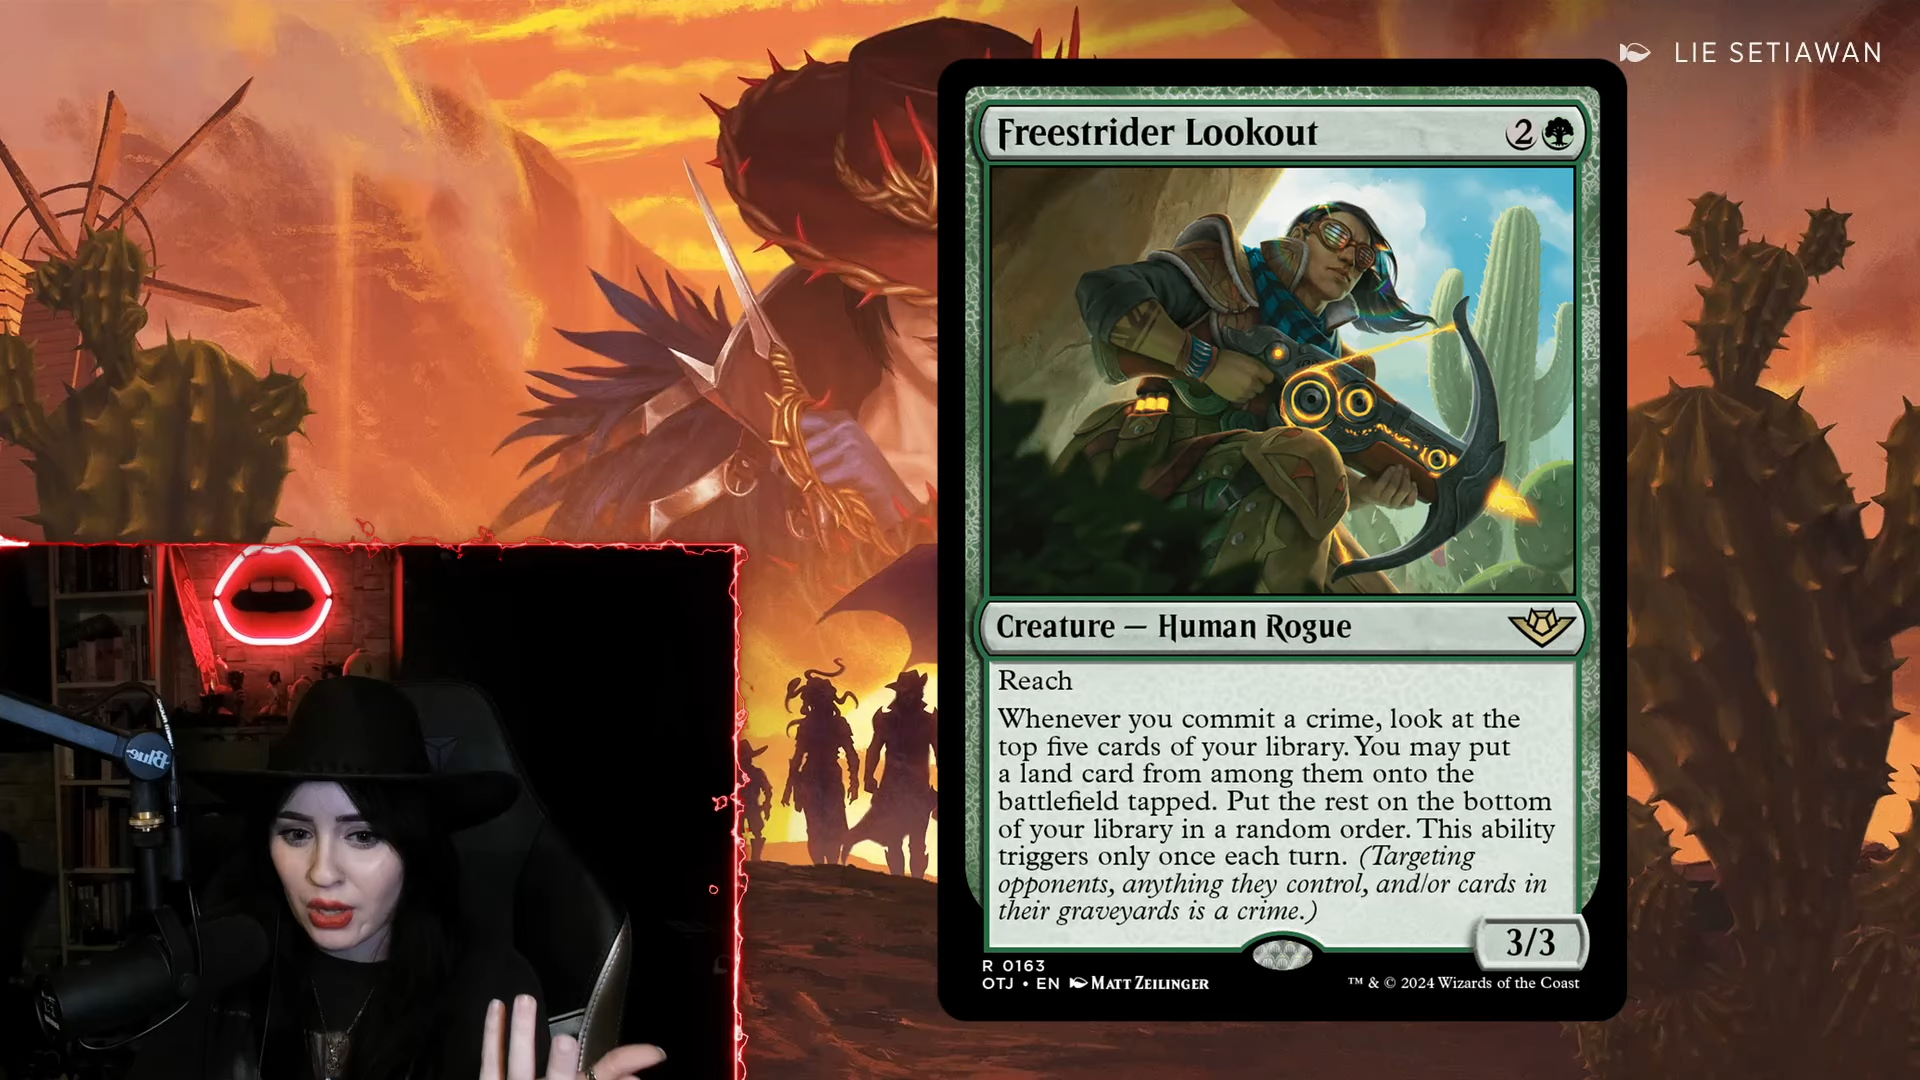 LIE SETIAWAN
Freestrider Lookout
2
Creature — Human Rogue
Reach
Whenever you commit a crime, look at the
top five cards of your library. You may put
a land card from among them onto the
battlefield tapped. Put the rest on the bottom
of your library in a random order. This ability
triggers only once each turn. (Targeting
opponents, anything they control, and/or cards in
their graveyards is a crime.)
3/3
R 0163
OTJ • EN MATT ZEILINGER
™ & © 2024 Wizards of the Coast
Blue